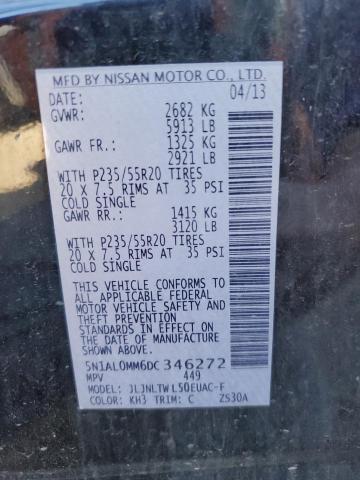 MFD BY NISSAN MOTOR CO., LTD.
DATE: 04/13
GVWR: 2682 KG
5913 LB
GAWR FR.: 1325 KG
2921 LB
WITH P235/55R20 TIRES
20 x 7.5 RIMS AT 35 PSI
COLD SINGLE
GAWR RR.: 1415 KG
3120 LB
WITH P235/55R20 TIRES
20 x 7.5 RIMS AT 35 PSI
COLD SINGLE
THIS VEHICLE CONFORMS TO
ALL APPLICABLE FEDERAL
MOTOR VEHICLE SAFETY AND
THEFT PREVENTION
STANDARDS IN EFFECT ON
THE DATE OF MANUFACTURE
SHOWN ABOVE.
5N1AL0MM6DC346272
MPV 449
MODEL: JLJNLTW L50EUAC-F
COLOR: KH3 TRIM: C ZS30A